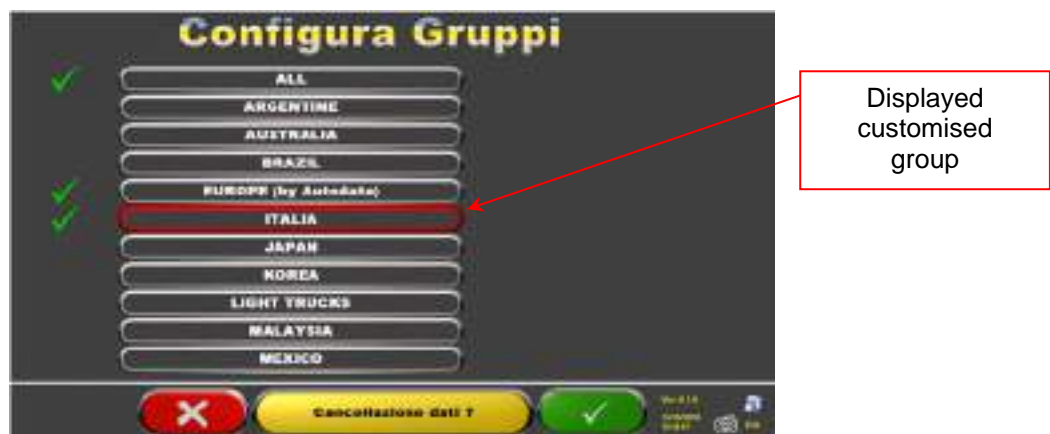 Configura Gruppi
ALL
ARGENTINE
AUSTRALIA
BRAZIL
EUROPE (by Autodata)
ITALIA
JAPAN
KOREA
LIGHT TRUCKS
MALAYSIA
MEXICO
Cancellazione dati ?
Displayed
customised
group